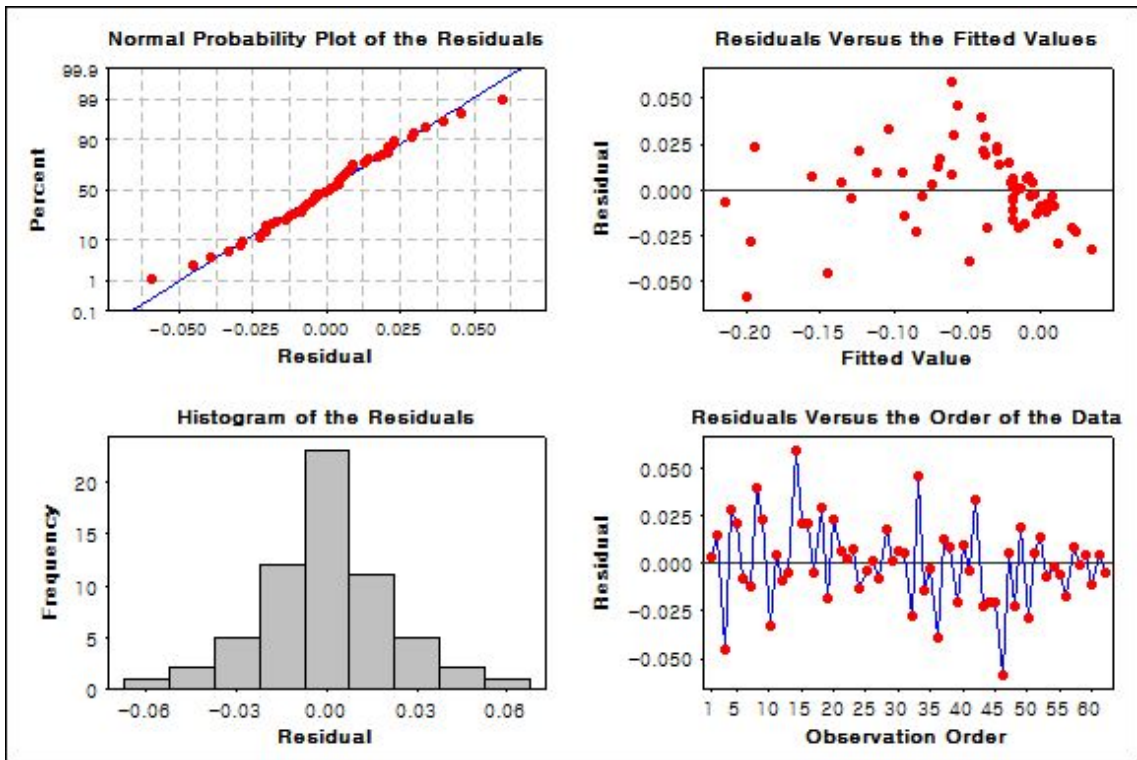 Normal Probability Plot of the Residuals
99.9
99
90
50
10
1
0.1
Percent
-0.050
-0.025
0.000
0.025
0.050
Residual
Residuals Versus the Fitted Values
0.050
0.025
0.000
-0.025
-0.050
Residual
-0.20
-0.15
-0.10
-0.05
0.00
Fitted Value
Histogram of the Residuals
20
15
10
5
0
Frequency
-0.06
-0.03
0.00
0.03
0.06
Residual
Residuals Versus the Order of the Data
0.050
0.025
0.000
-0.025
-0.050
Residual
1 5 10 15 20 25 30 35 40 45 50 55 60
Observation Order